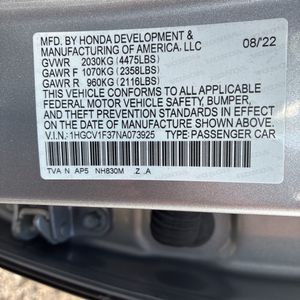 MFD. BY HONDA DEVELOPMENT &
MANUFACTURING OF AMERICA, LLC 08/22
GVWR 2030KG (4475LBS)
GAWR F 1070KG (2358LBS)
GAWR R 960KG (2116LBS)
THIS VEHICLE CONFORMS TO ALL APPLICABLE
FEDERAL MOTOR VEHICLE SAFETY, BUMPER,
AND THEFT PREVENTION STANDARDS IN
EFFECT ON THE DATE OF MANUFACTURE
SHOWN ABOVE.
V.I.N.: 1HGCV1F37NA073925 TYPE:PASSENGER CAR
TVA N AP5 NH830M .Z .A